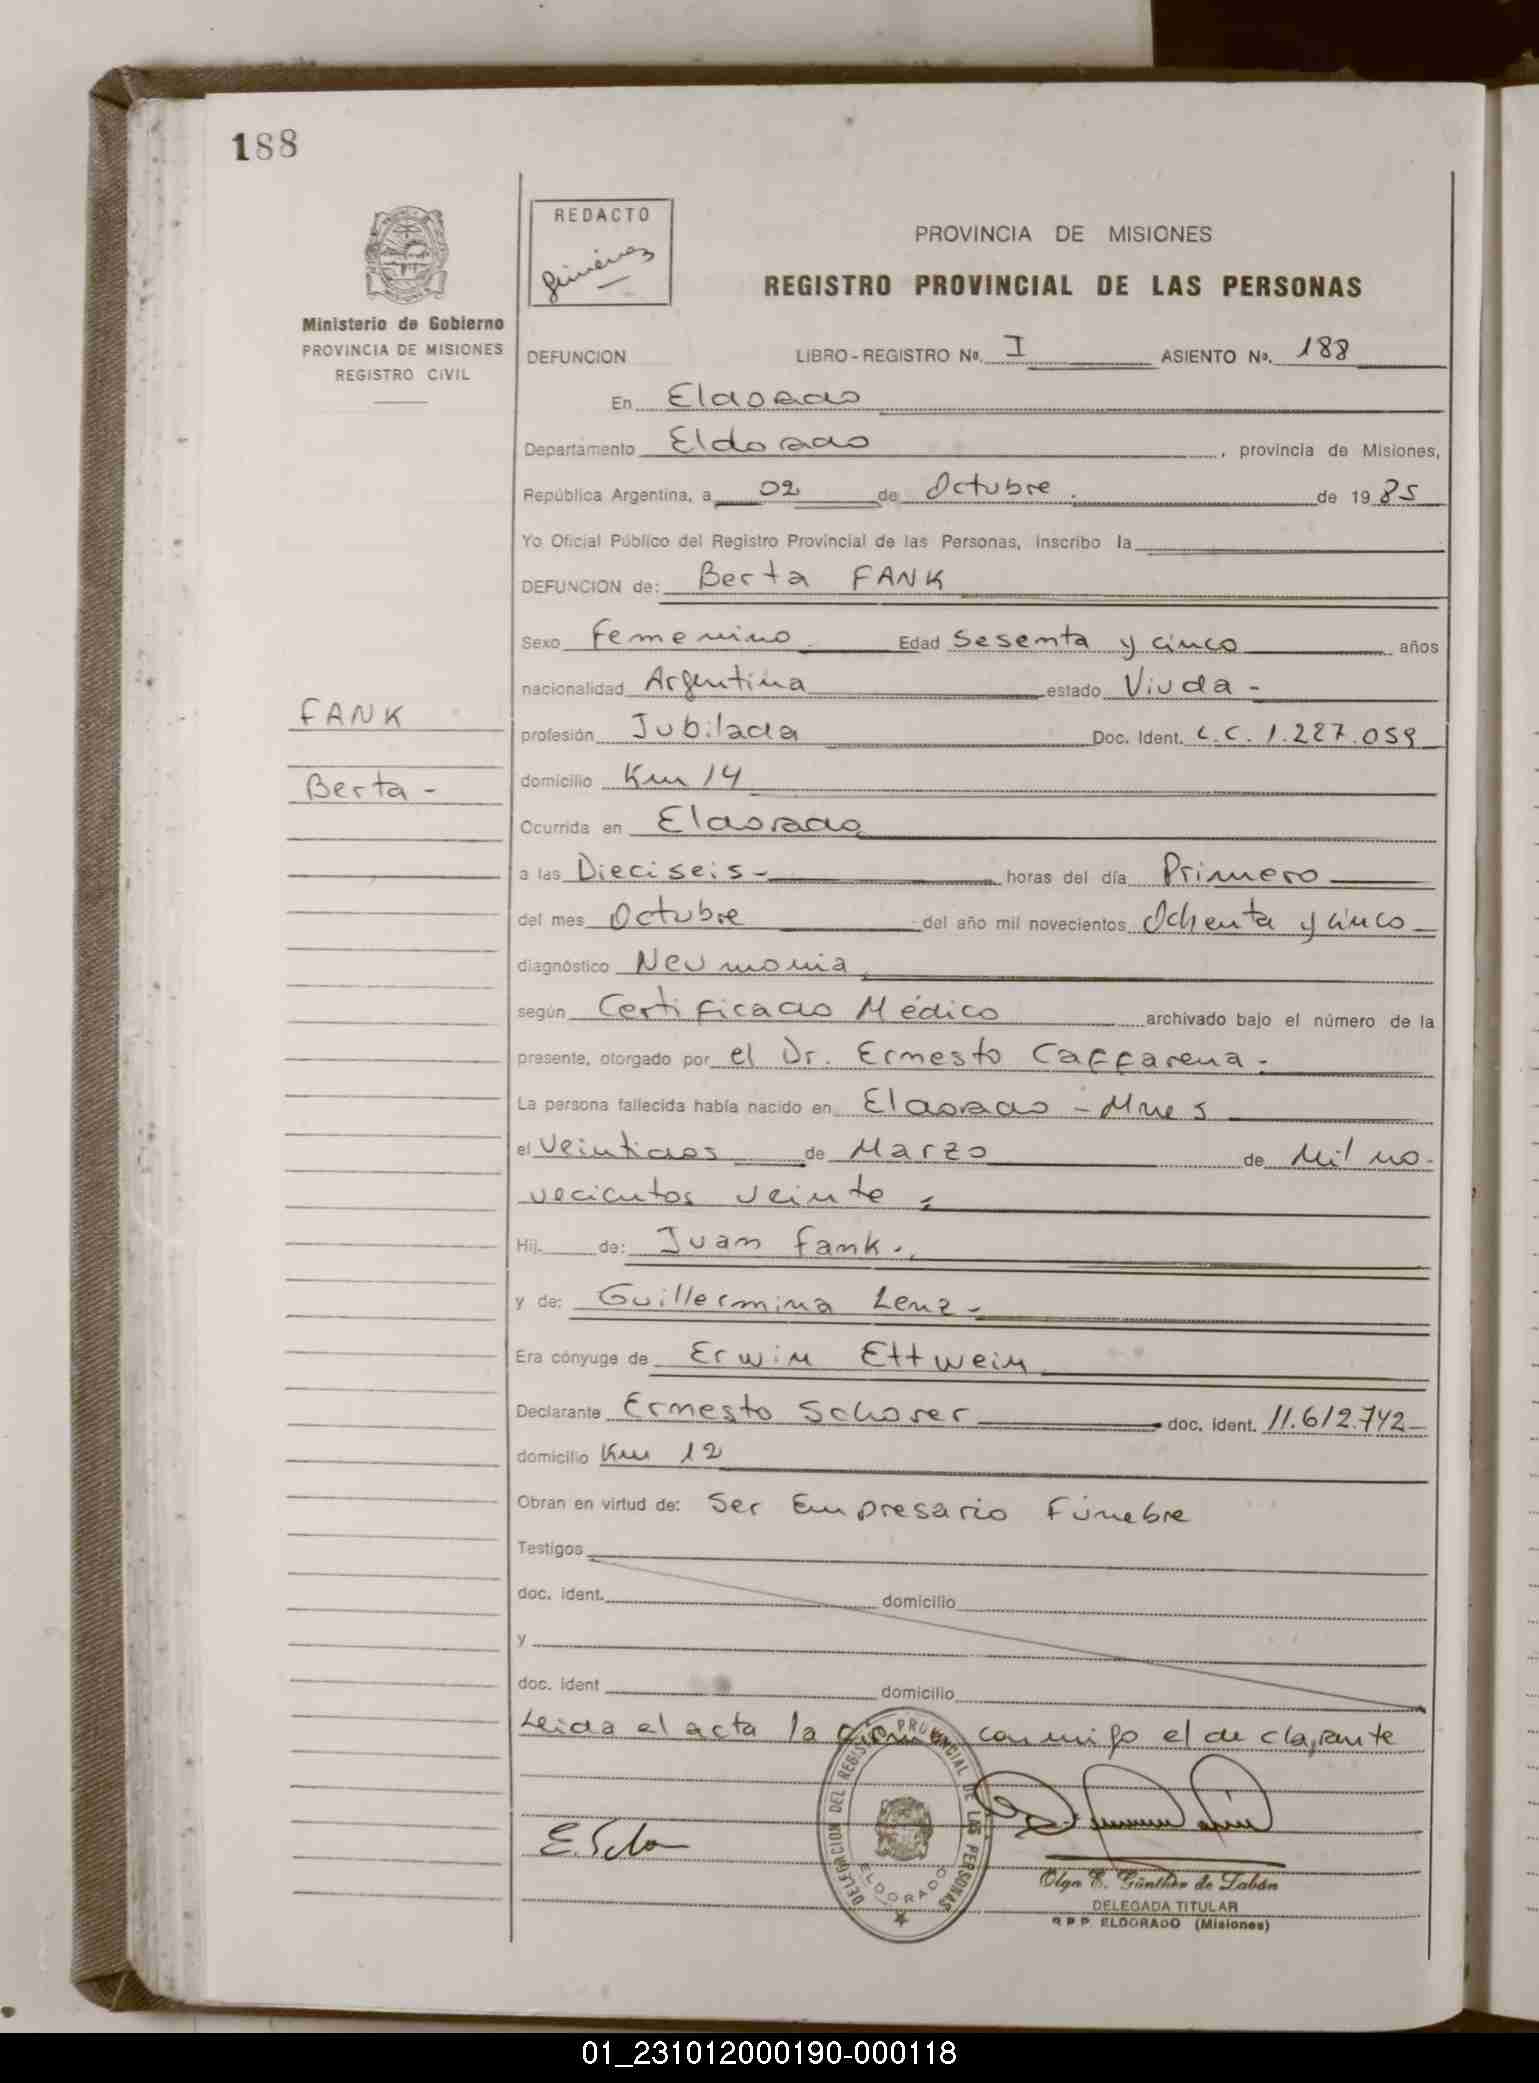 188
REDACTO
Giménez
Ministerio de Gobierno
PROVINCIA DE MISIONES
REGISTRO CIVIL
PROVINCIA DE MISIONES
REGISTRO PROVINCIAL DE LAS PERSONAS
DEFUNCION LIBRO-REGISTRO Nº. I ASIENTO Nº. 188
En Eldorado
Departamento Eldorado, provincia de Misiones,
República Argentina, a 02 de Octubre de 1985
Yo Oficial Público del Registro Provincial de las Personas, inscribo la
DEFUNCION de: Berta FANK
Sexo Femenino Edad Sesenta y cinco años
nacionalidad Argentina estado Viuda -
FANK
Berta -
profesión Jubilada Doc. Ident. L.C. 1.227.059
domicilio Km 14
Ocurrida en Eldorado
a las Dieciseis - horas del día Primero
del mes Octubre del año mil novecientos Ochenta y cinco
diagnóstico Neumonia
según Certificado Médico archivado bajo el número de la
presente, otorgado por el Dr. Ernesto Caffarena -
La persona fallecida había nacido en Eldorado - Mnes
el Veintidos de Marzo de Mil no-
vecientos veinte
Hij de: Juan Fank.
y de: Guillermina Lenz -
Era cónyuge de Erwin Ettwein
Declarante Ernesto Schorer doc. ident. 11.612.742
domicilio Km 12
Obran en virtud de: Ser Empresario Fúnebre
Testigos
doc. ident. domicilio
y
doc. ident domicilio
Leida el acta la firma conmigo el declarante
DELEGACION DEL REGISTRO PROVINCIAL DE LAS PERSONAS
ELDORADO
Olga E. Günther de Labán
DELEGADA TITULAR
R.P.P. ELDORADO (Misiones)
01_231012000190-000118